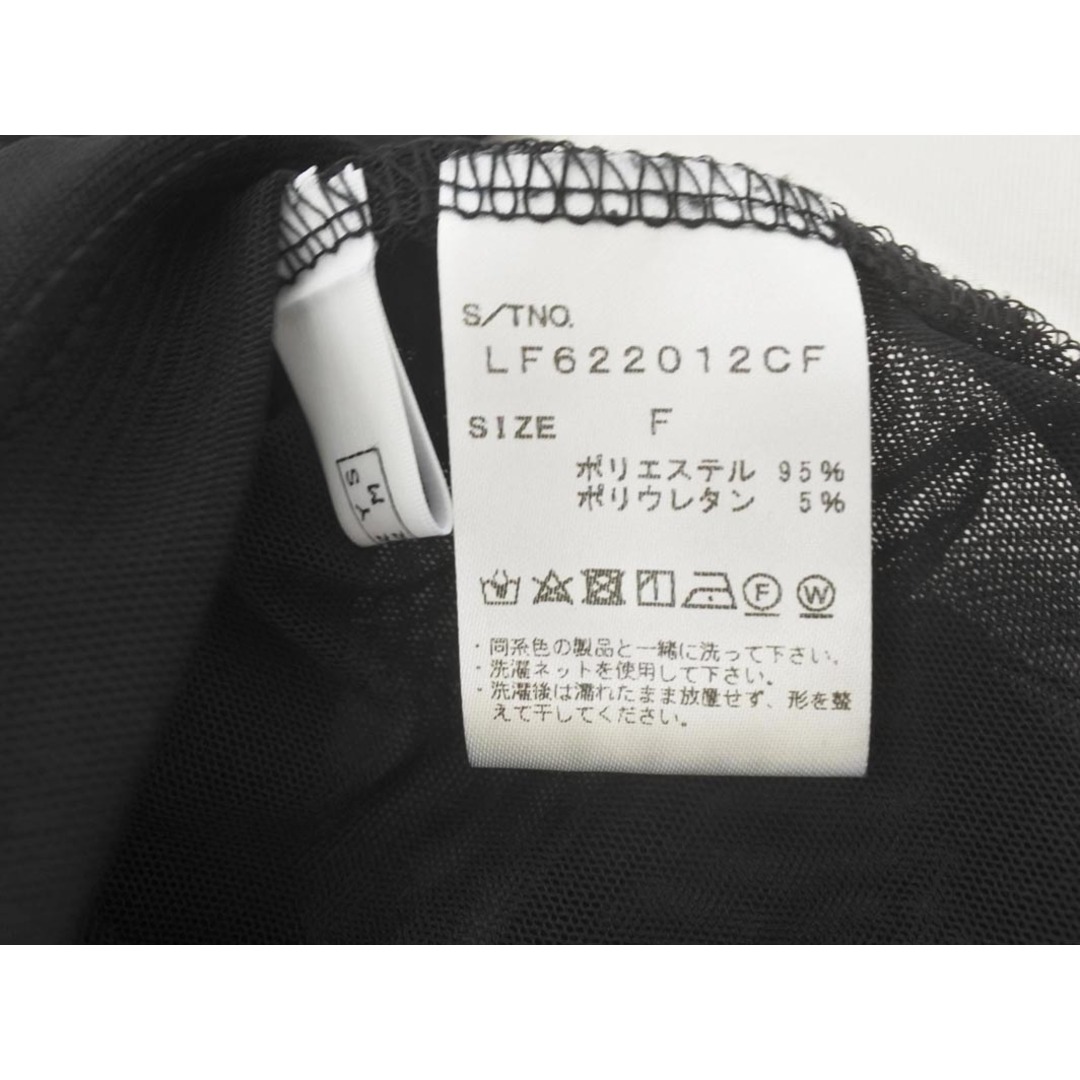 S/TNO.
LF622012CF
SIZE F
ポリエステル 95%
ポリウレタン 5%
F W
・同系色の製品と一緒に洗って下さい。
・洗濯ネットを使用して下さい。
・洗濯後は濡れたまま放置せず、形を整
えて干してください。